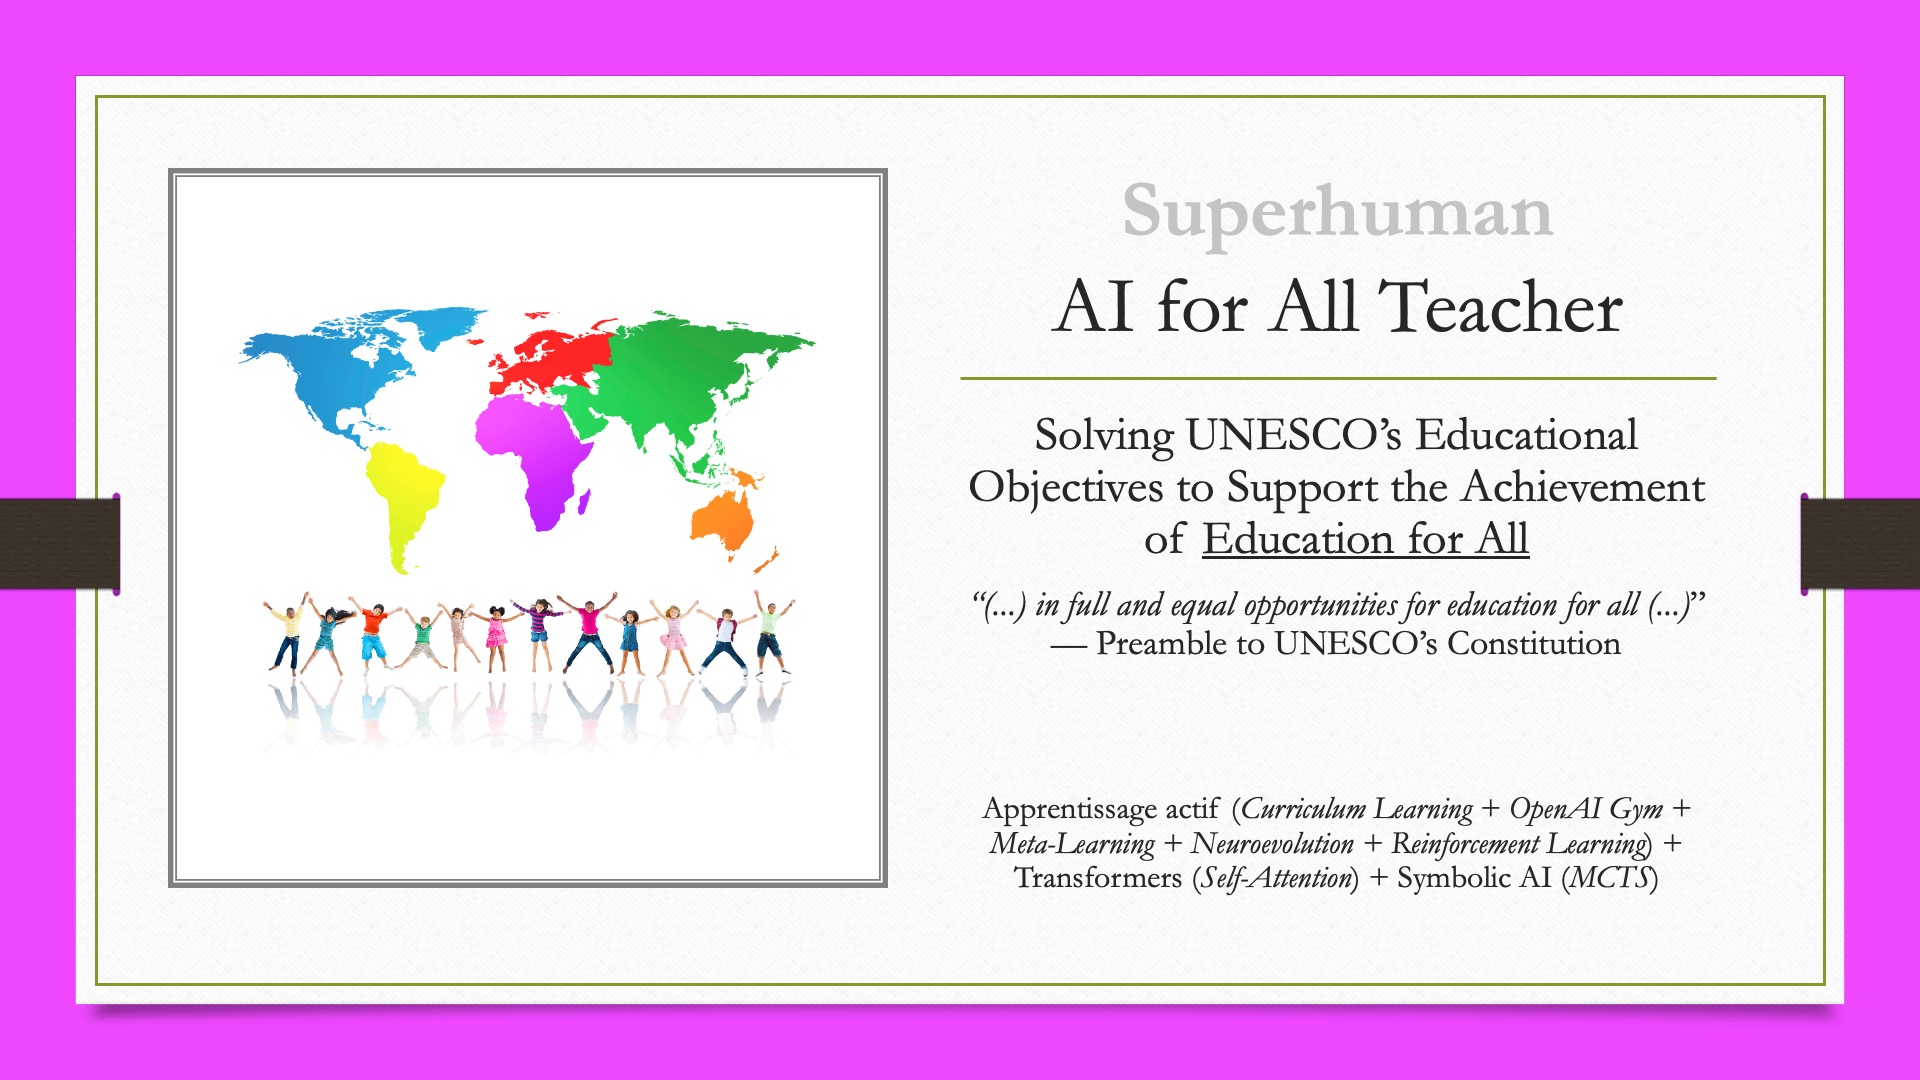 Superhuman
AI for All Teacher
Solving UNESCO’s Educational
Objectives to Support the Achievement
of Education for All
“(...) in full and equal opportunities for education for all (...)”
— Preamble to UNESCO’s Constitution
Apprentissage actif (Curriculum Learning + OpenAI Gym +
Meta-Learning + Neuroevolution + Reinforcement Learning) +
Transformers (Self-Attention) + Symbolic AI (MCTS)